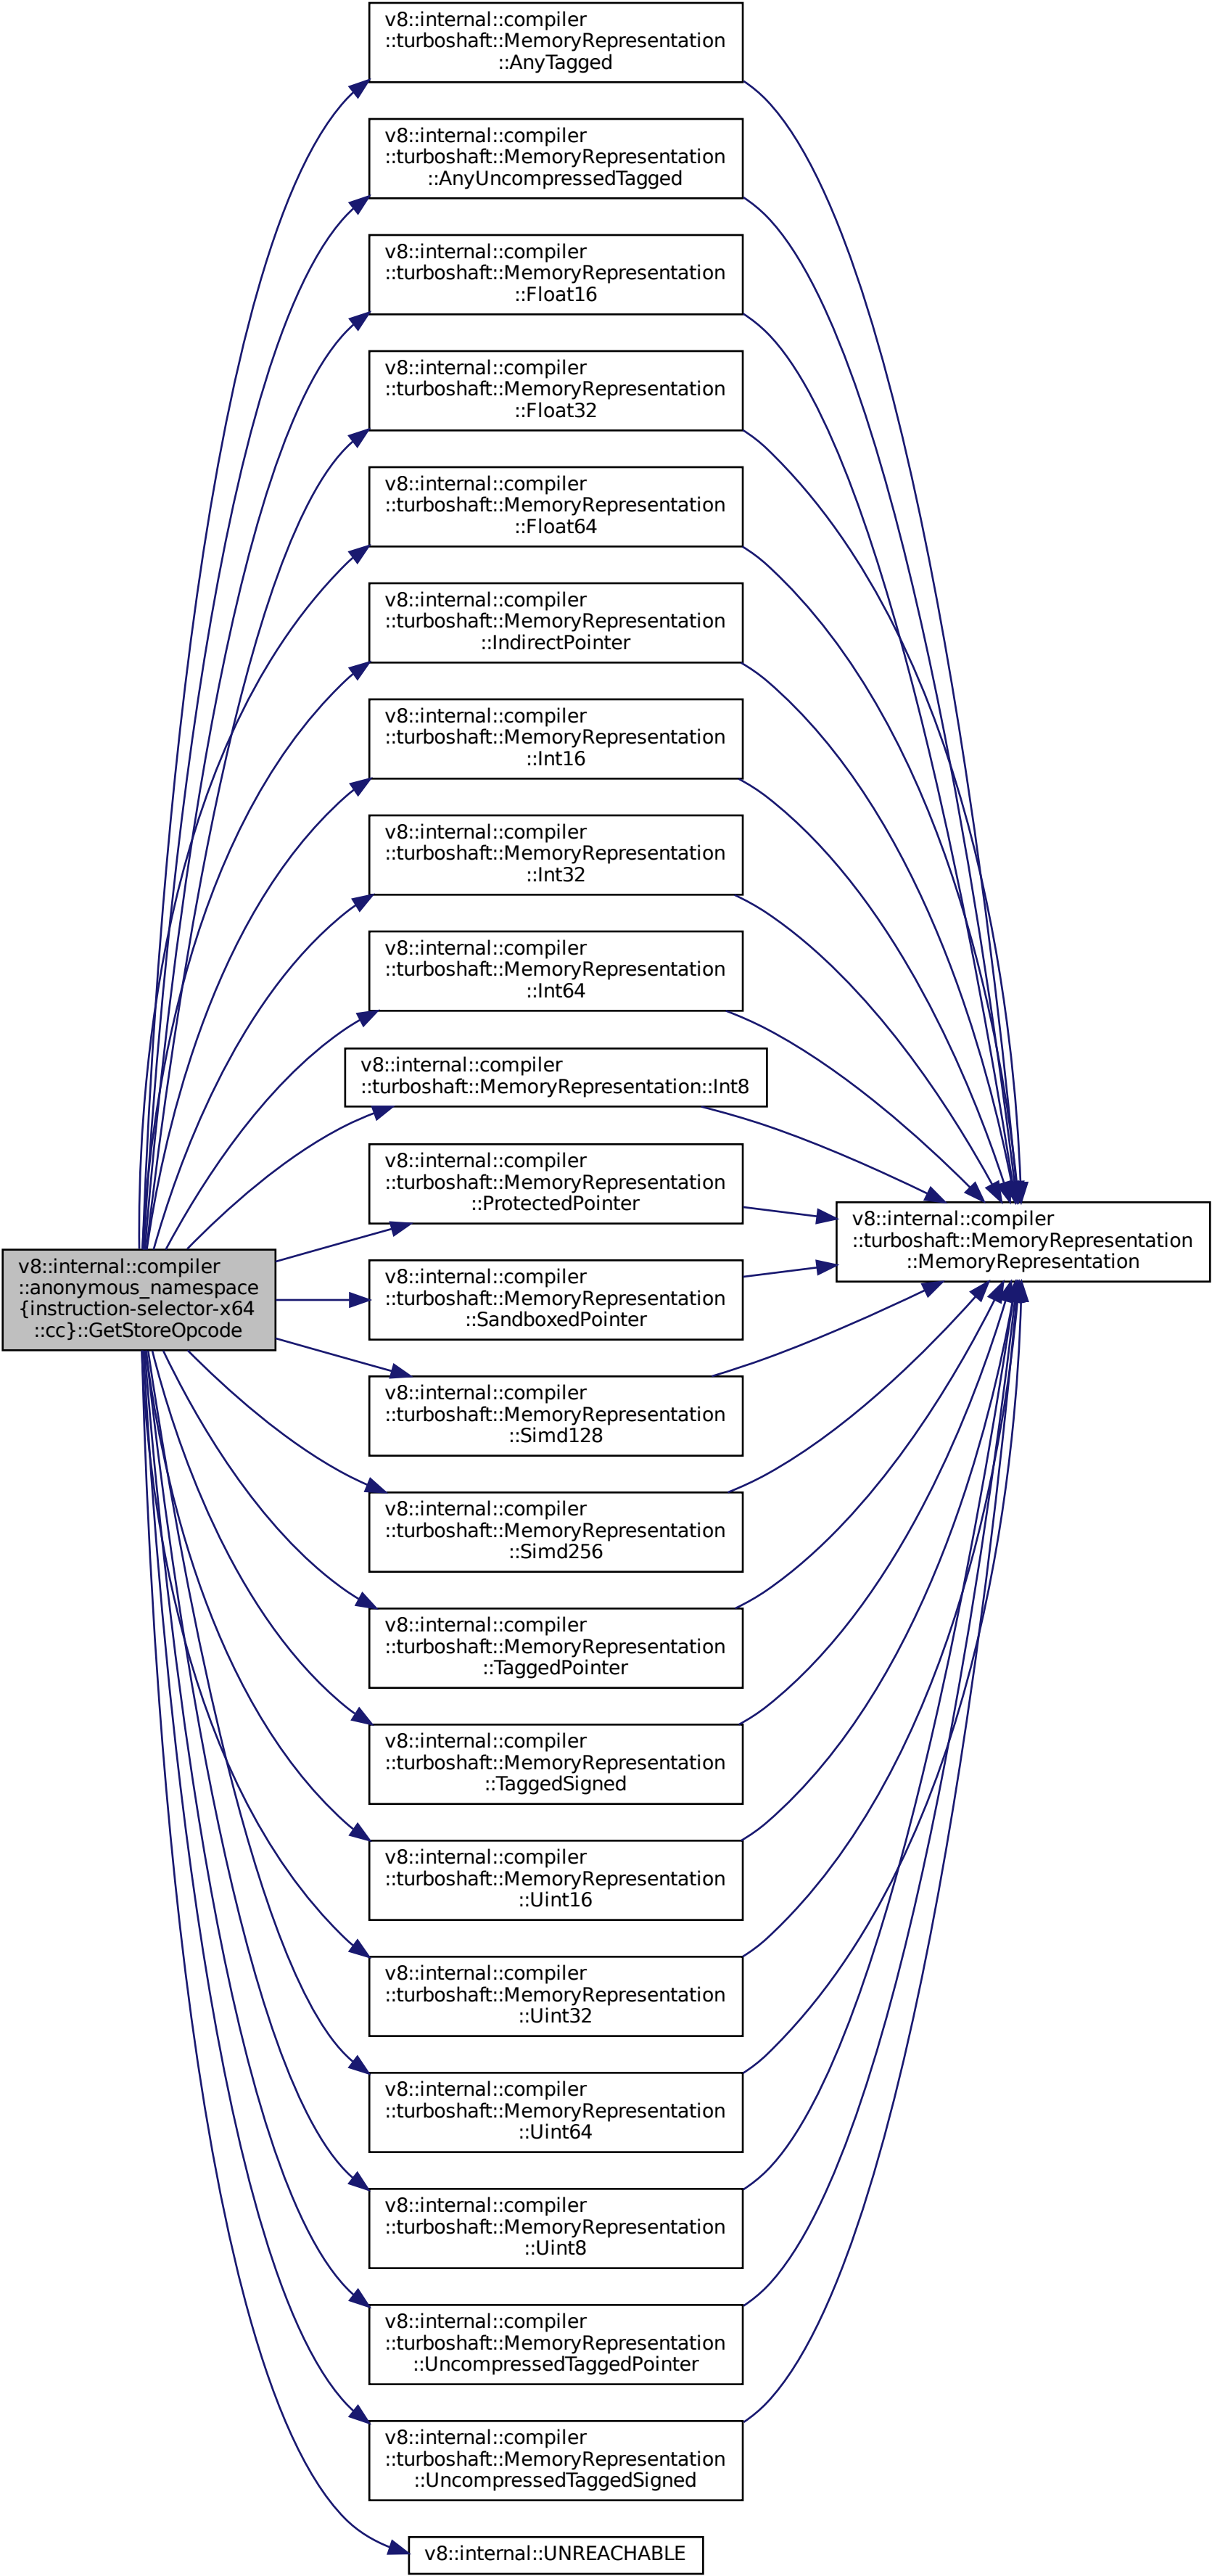 v8::internal::compiler
::turboshaft::MemoryRepresentation
::AnyTagged
v8::internal::compiler
::turboshaft::MemoryRepresentation
::AnyUncompressedTagged
v8::internal::compiler
::turboshaft::MemoryRepresentation
::Float16
v8::internal::compiler
::turboshaft::MemoryRepresentation
::Float32
v8::internal::compiler
::turboshaft::MemoryRepresentation
::Float64
v8::internal::compiler
::turboshaft::MemoryRepresentation
::IndirectPointer
v8::internal::compiler
::turboshaft::MemoryRepresentation
::Int16
v8::internal::compiler
::turboshaft::MemoryRepresentation
::Int32
v8::internal::compiler
::turboshaft::MemoryRepresentation
::Int64
v8::internal::compiler
::turboshaft::MemoryRepresentation::Int8
v8::internal::compiler
::turboshaft::MemoryRepresentation
::ProtectedPointer
v8::internal::compiler
::turboshaft::MemoryRepresentation
::MemoryRepresentation
v8::internal::compiler
::anonymous_namespace
{instruction-selector-x64
::cc}::GetStoreOpcode
v8::internal::compiler
::turboshaft::MemoryRepresentation
::SandboxedPointer
v8::internal::compiler
::turboshaft::MemoryRepresentation
::Simd128
v8::internal::compiler
::turboshaft::MemoryRepresentation
::Simd256
v8::internal::compiler
::turboshaft::MemoryRepresentation
::TaggedPointer
v8::internal::compiler
::turboshaft::MemoryRepresentation
::TaggedSigned
v8::internal::compiler
::turboshaft::MemoryRepresentation
::Uint16
v8::internal::compiler
::turboshaft::MemoryRepresentation
::Uint32
v8::internal::compiler
::turboshaft::MemoryRepresentation
::Uint64
v8::internal::compiler
::turboshaft::MemoryRepresentation
::Uint8
v8::internal::compiler
::turboshaft::MemoryRepresentation
::UncompressedTaggedPointer
v8::internal::compiler
::turboshaft::MemoryRepresentation
::UncompressedTaggedSigned
v8::internal::UNREACHABLE